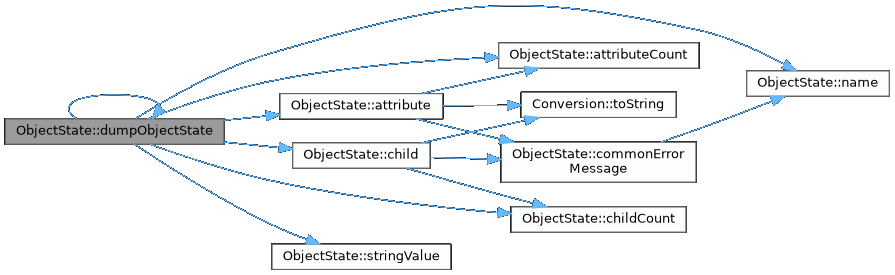 ObjectState::dumpObjectState
ObjectState::attribute
ObjectState::child
ObjectState::stringValue
ObjectState::attributeCount
Conversion::toString
ObjectState::commonError
Message
ObjectState::childCount
ObjectState::name